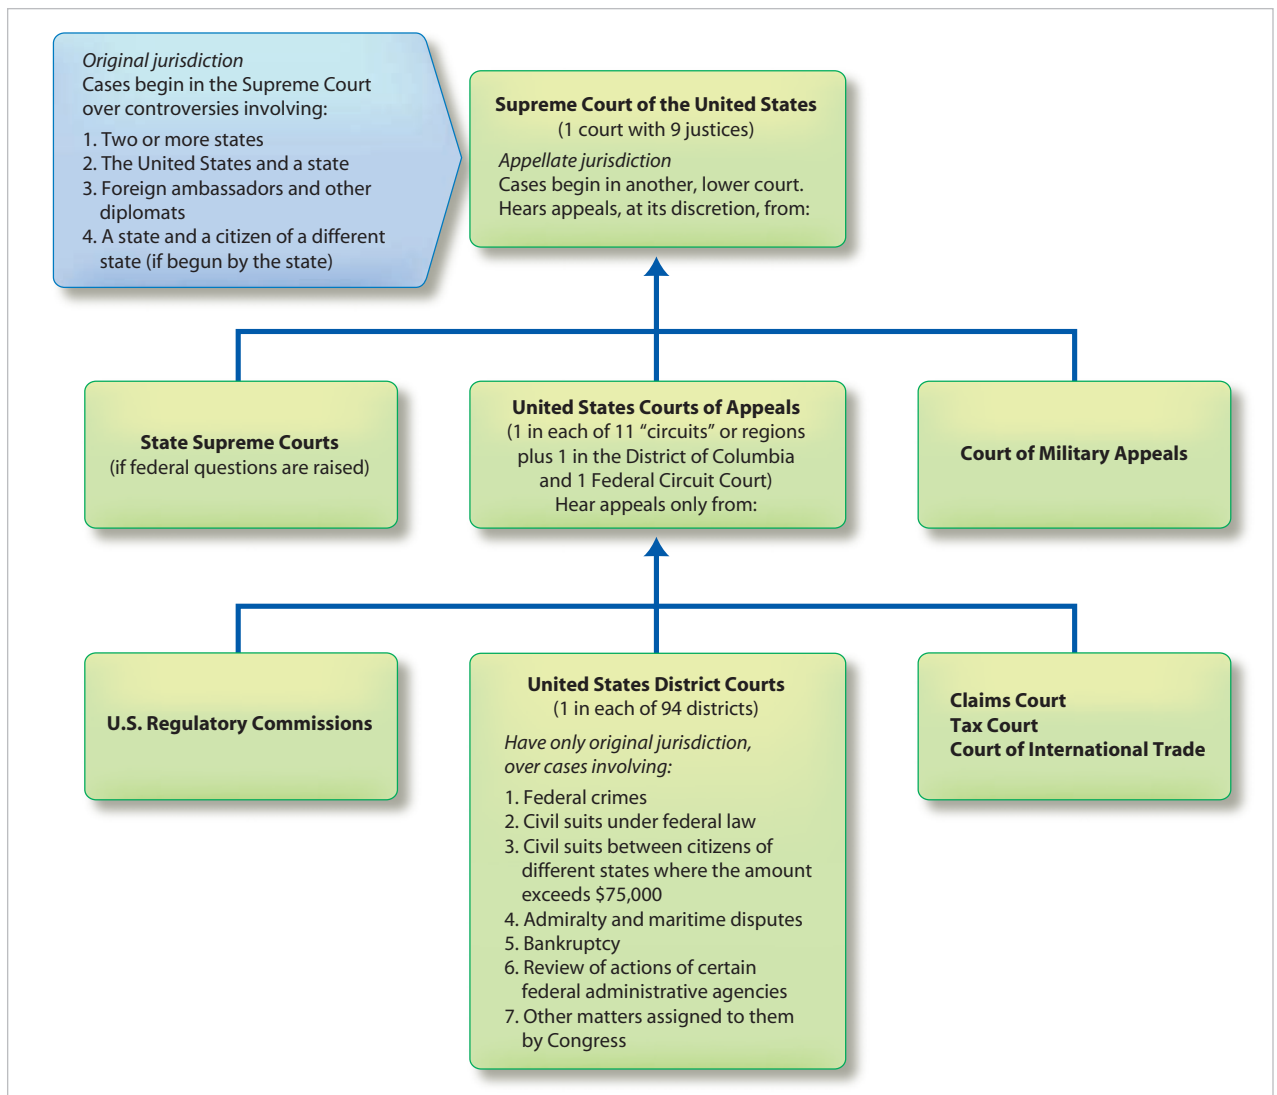 Original jurisdiction
Cases begin in the Supreme Court
over controversies involving:
1. Two or more states
2. The United States and a state
3. Foreign ambassadors and other
diplomats
4. A state and a citizen of a different
state (if begun by the state)
Supreme Court of the United States
(1 court with 9 justices)
Appellate jurisdiction
Cases begin in another, lower court.
Hears appeals, at its discretion, from:
State Supreme Courts
(if federal questions are raised)
United States Courts of Appeals
(1 in each of 11 “circuits” or regions
plus 1 in the District of Columbia
and 1 Federal Circuit Court)
Hear appeals only from:
Court of Military Appeals
U.S. Regulatory Commissions
United States District Courts
(1 in each of 94 districts)
Have only original jurisdiction,
over cases involving:
1. Federal crimes
2. Civil suits under federal law
3. Civil suits between citizens of
different states where the amount
exceeds $75,000
4. Admiralty and maritime disputes
5. Bankruptcy
6. Review of actions of certain
federal administrative agencies
7. Other matters assigned to them
by Congress
Claims Court
Tax Court
Court of International Trade